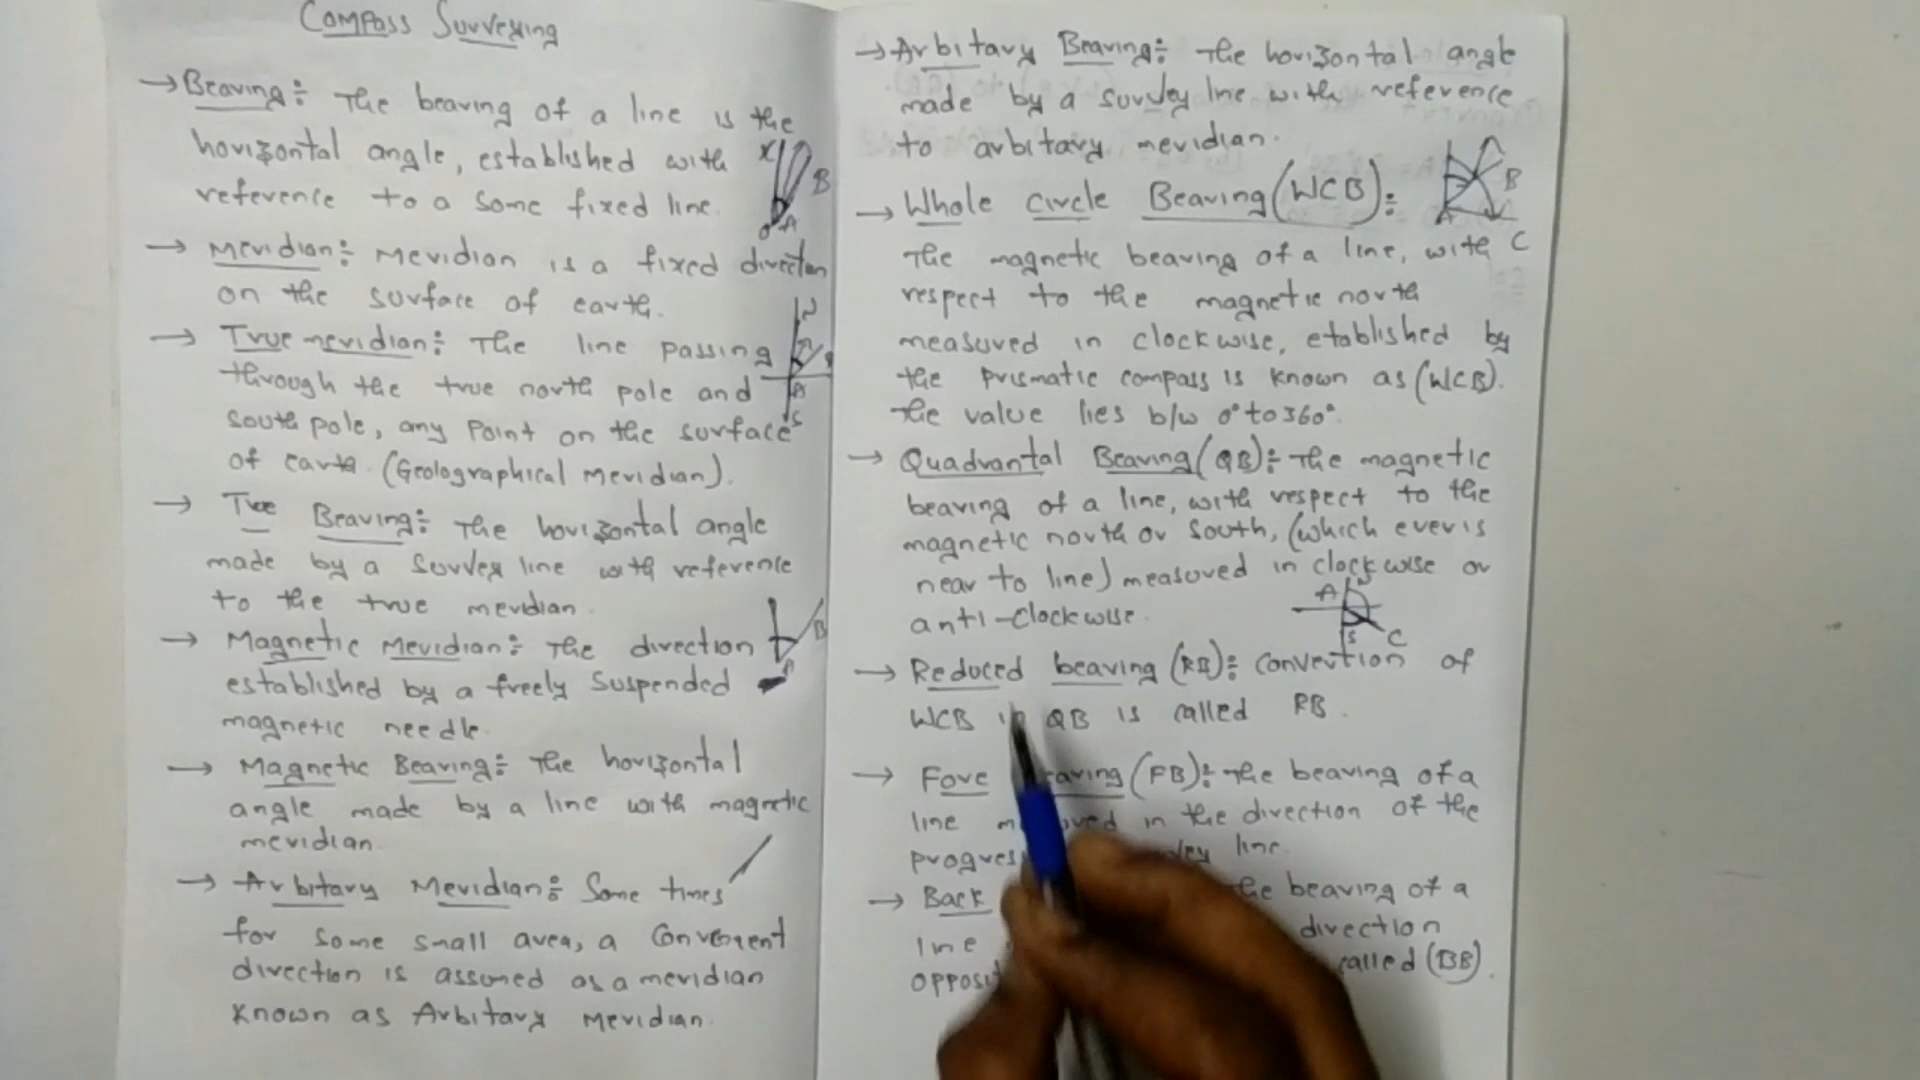 Compass Surveying
→ Bearing: The bearing of a line is the
horizontal angle, established with
reference to a some fixed line.
→ Meridian: Meridian is a fixed direction
on the surface of earth.
→ True meridian: The line passing
through the true north pole and
south pole, any point on the surface
of earth. (Geolographical Meridian).
→ True Bearing: The horizontal angle
made by a Survey line with reference
to the true meridian.
→ Magnetic Meridian: The direction
established by a freely suspended
magnetic needle.
→ Magnetic Bearing: The horizontal
angle made by a line with magnetic
meridian.
→ Arbitary Meridian: Some times
for some small area, a convenient
direction is assumed as a meridian
known as Arbitary Meridian.
X
B
O A
N
B
A
S
B
A
→ Arbitary Bearing: The horizontal angle
made by a survey line with reference
to arbitary meridian.
→ Whole circle Bearing (WCB):
The magnetic bearing of a line, with
respect to the magnetic north
measured in clockwise, etablished by
the prismatic compass is known as (WCB).
The value lies b/w 0° to 360°.
→ Quadrantal Bearing (QB): The magnetic
bearing of a line, with respect to the
magnetic north or south, (which ever is
near to line) measured in clockwise or
anti-clockwise.
→ Reduced bearing (RB): convertion of
WCB in QB is called RB.
→ Fore (FB): The bearing of a
line in the direction of the
line.
→ Back the bearing of a
line direction
called (BB).
B
A
C
A
N
S
C